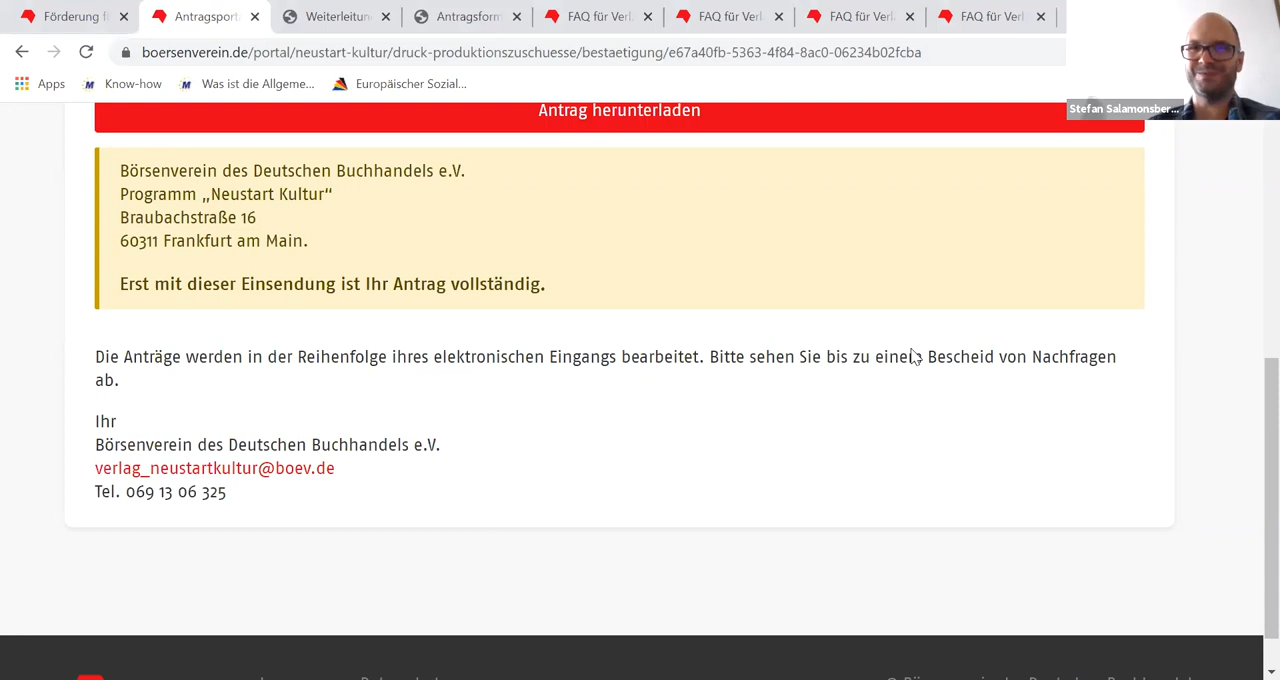 Förderung f
Antragsport
Weiterleitun
Antragsform
FAQ für Verl
FAQ für Verl
FAQ für Verl
FAQ für Verl
boersenverein.de/portal/neustart-kultur/druck-produktionszuschuesse/bestaetigung/e67a40fb-5363-4f84-8ac0-06234b02fcba
Apps
Know-how
Was ist die Allgeme...
Europäischer Sozial...
Stefan Salamonsber...
Antrag herunterladen
Börsenverein des Deutschen Buchhandels e.V.
Programm „Neustart Kultur“
Braubachstraße 16
60311 Frankfurt am Main.
Erst mit dieser Einsendung ist Ihr Antrag vollständig.
Die Anträge werden in der Reihenfolge ihres elektronischen Eingangs bearbeitet. Bitte sehen Sie bis zu einem Bescheid von Nachfragen
ab.
Ihr
Börsenverein des Deutschen Buchhandels e.V.
verlag_neustartkultur@boev.de
Tel. 069 13 06 325